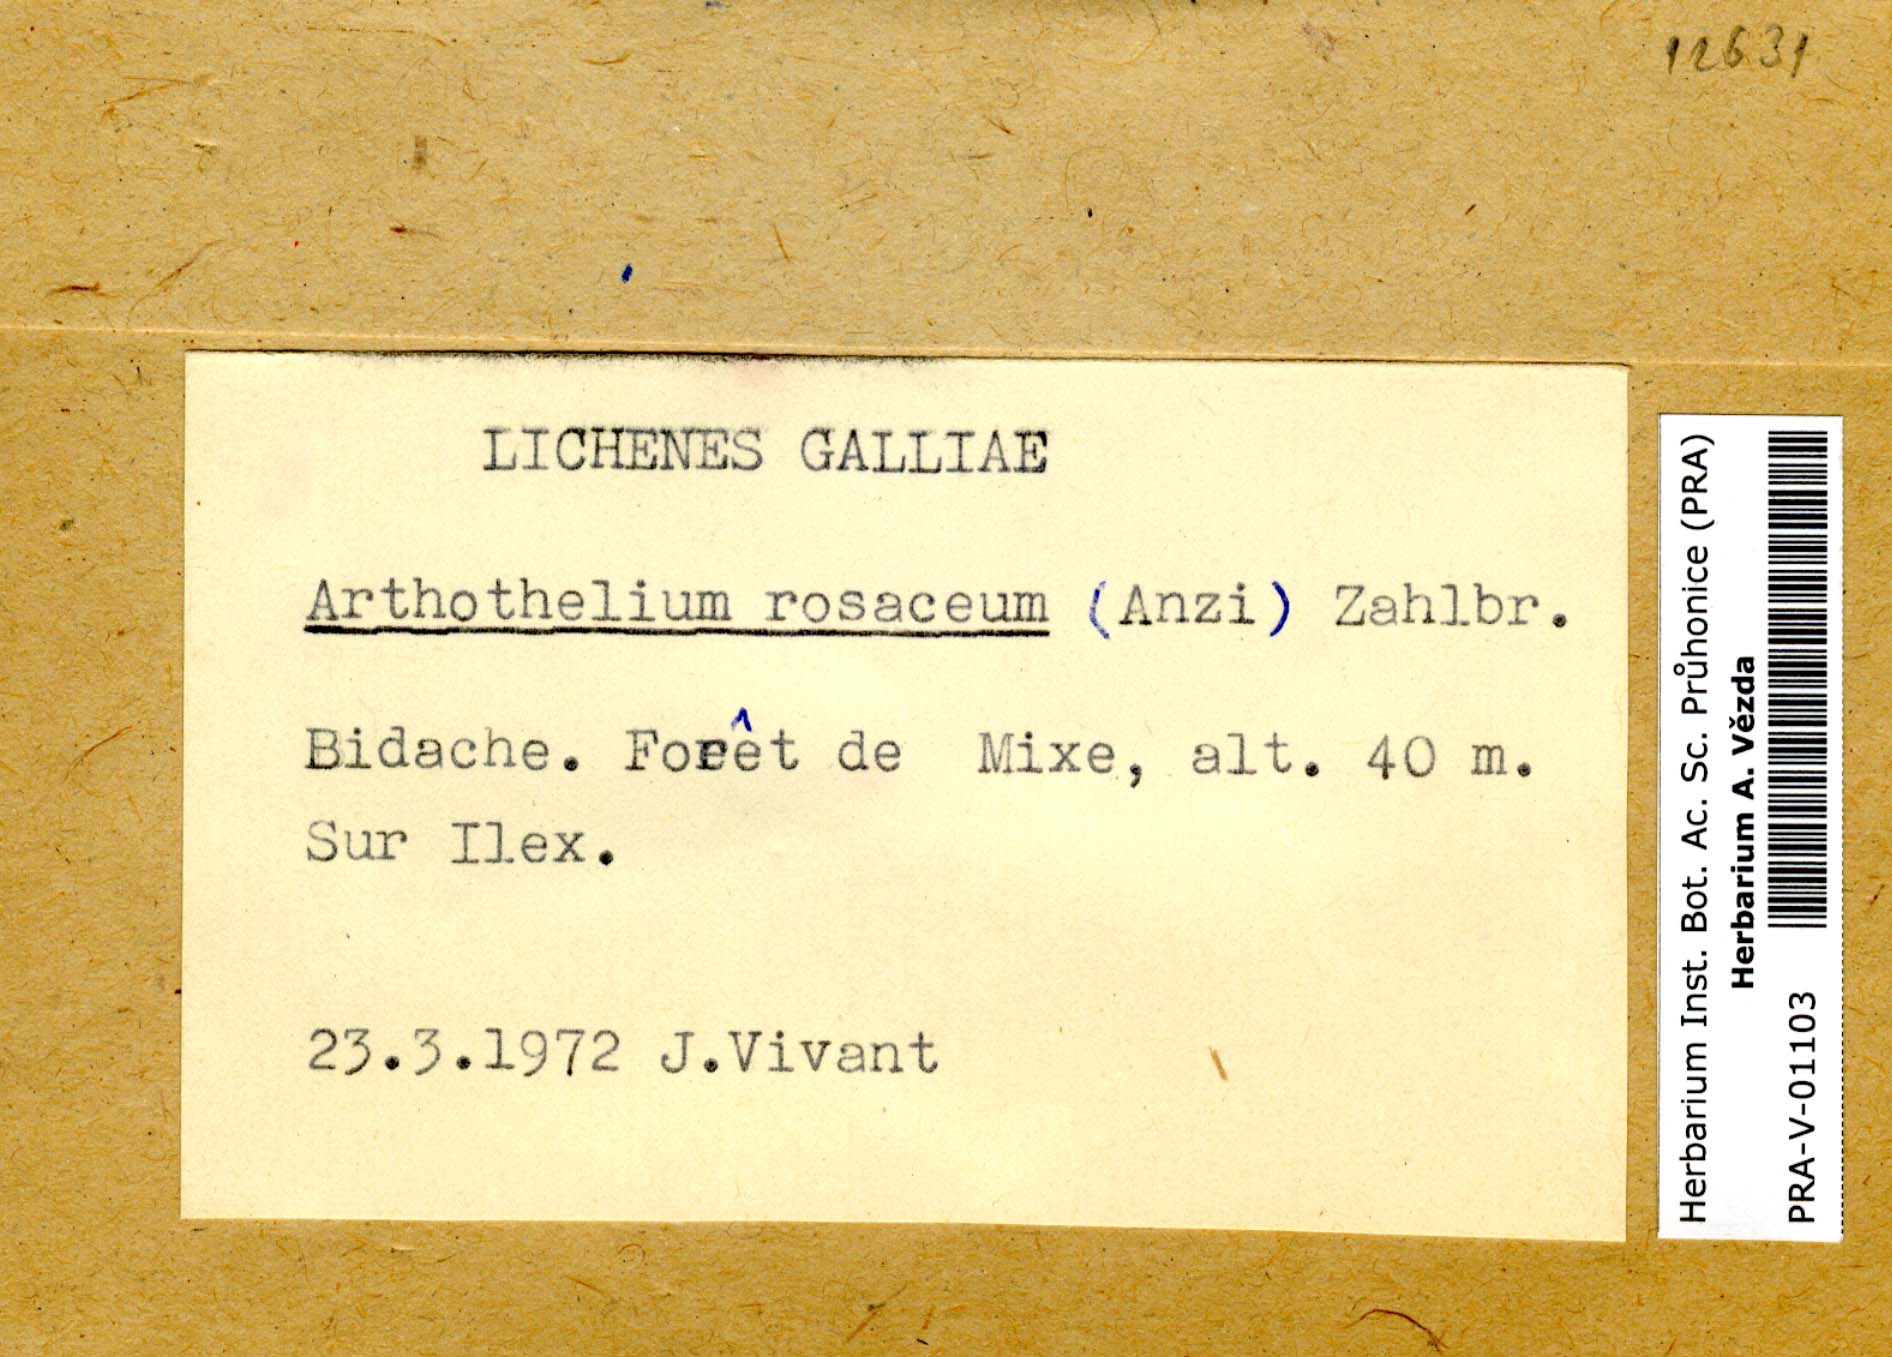 12631
LICHENES GALLIAE
Arthothelium rosaceum (Anzi) Zahlbr.
Bidache. Forêt de Mixe, alt. 40 m.
Sur Ilex.
23.3.1972 J.Vivant
Herbarium Inst. Bot. Ac. Sc. Průhonice (PRA)
Herbarium A. Vězda
PRA-V-01103